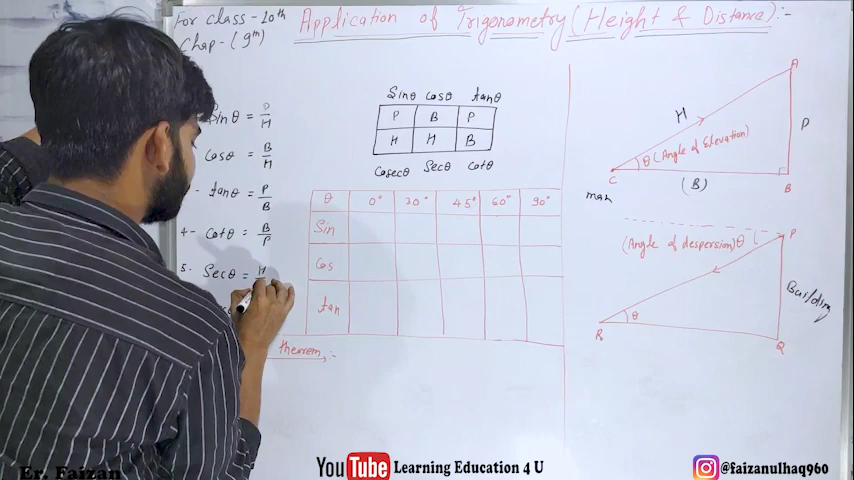 For Class - 10th
Chap - (9th)
Application of Trigonometry (Height & Distance) :-
Sinθ = P/H
Cosθ = B/H
- tanθ = P/B
4- Cotθ = B/P
5- Secθ = H
theorem :-
Sinθ Cosθ tanθ
P B P
H H B
Cosecθ Secθ Cotθ
θ 0° 30° 45° 60° 90°
Sin
Cos
tan
A
H
P
θ (Angle of Elevation)
C
(B)
B
man
P
(Angle of despersion) θ
Building
R
θ
Q
Er. Faizan
YouTube Learning Education 4 U
@faizanulhaq960